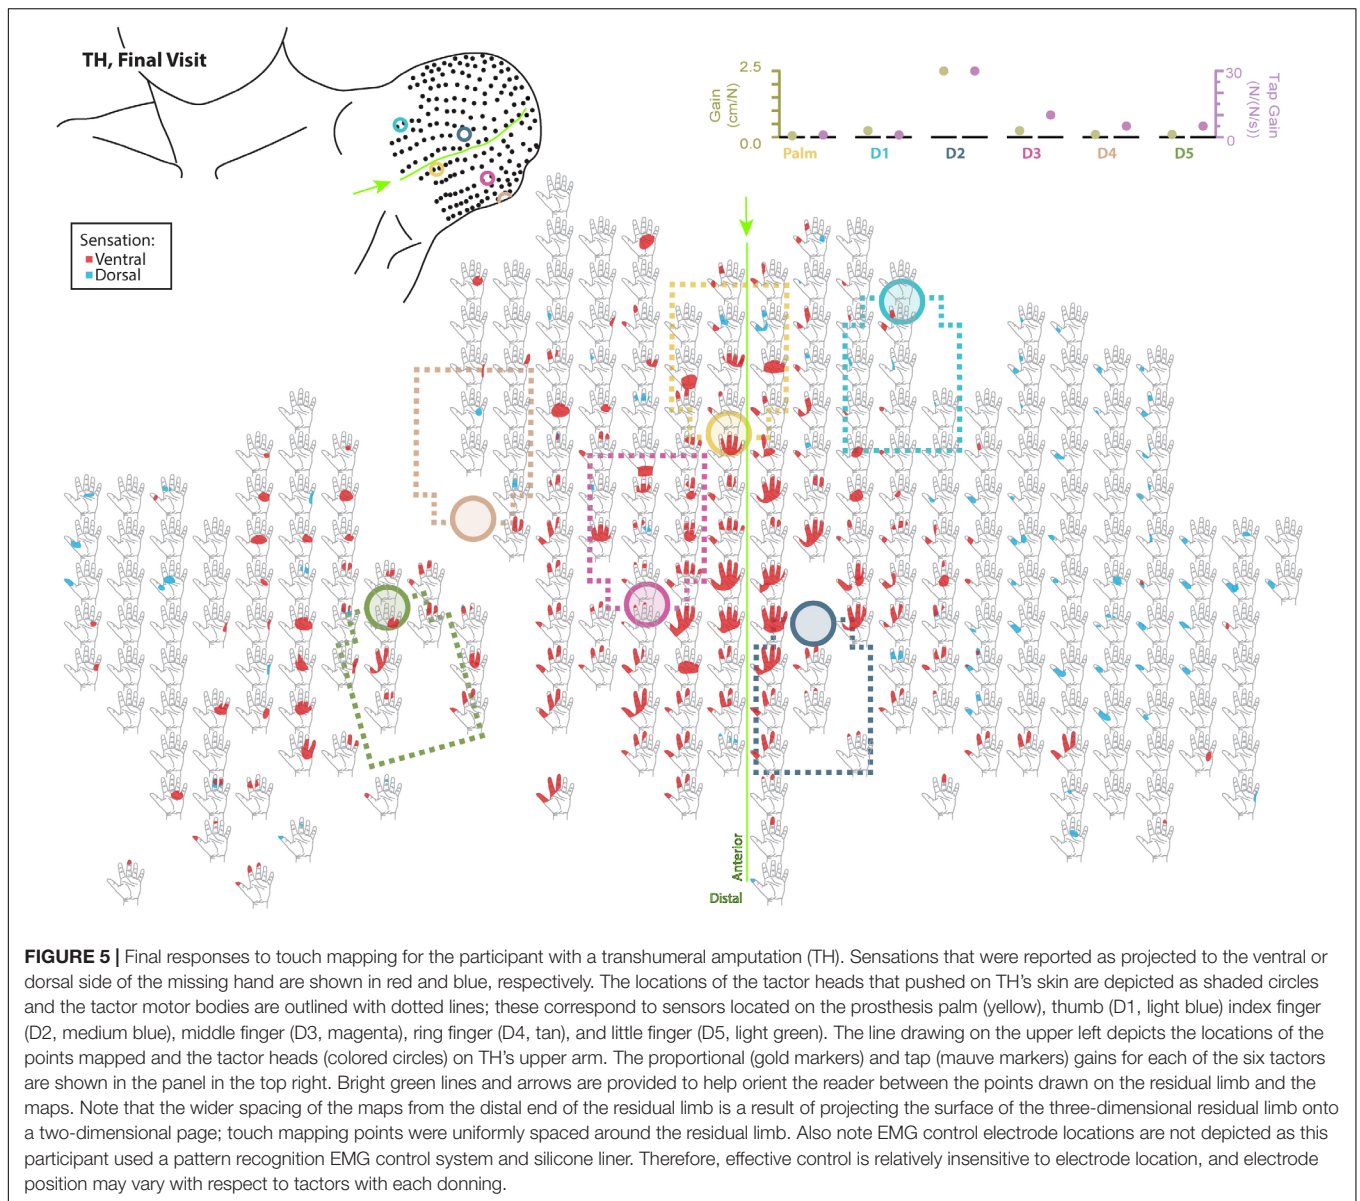 TH, Final Visit
Sensation:
Ventral
Dorsal
2.5
0.0
Gain
(cm/N)
30
0
Tap Gain
(N/(N/s))
Palm D1 D2 D3 D4 D5
Anterior
Distal
FIGURE 5 | Final responses to touch mapping for the participant with a transhumeral amputation (TH). Sensations that were reported as projected to the ventral or
dorsal side of the missing hand are shown in red and blue, respectively. The locations of the tactor heads that pushed on TH's skin are depicted as shaded circles
and the tactor motor bodies are outlined with dotted lines; these correspond to sensors located on the prosthesis palm (yellow), thumb (D1, light blue) index finger
(D2, medium blue), middle finger (D3, magenta), ring finger (D4, tan), and little finger (D5, light green). The line drawing on the upper left depicts the locations of the
points mapped and the tactor heads (colored circles) on TH's upper arm. The proportional (gold markers) and tap (mauve markers) gains for each of the six tactors
are shown in the panel in the top right. Bright green lines and arrows are provided to help orient the reader between the points drawn on the residual limb and the
maps. Note that the wider spacing of the maps from the distal end of the residual limb is a result of projecting the surface of the three-dimensional residual limb onto
a two-dimensional page; touch mapping points were uniformly spaced around the residual limb. Also note EMG control electrode locations are not depicted as this
participant used a pattern recognition EMG control system and silicone liner. Therefore, effective control is relatively insensitive to electrode location, and electrode
position may vary with respect to tactors with each donning.